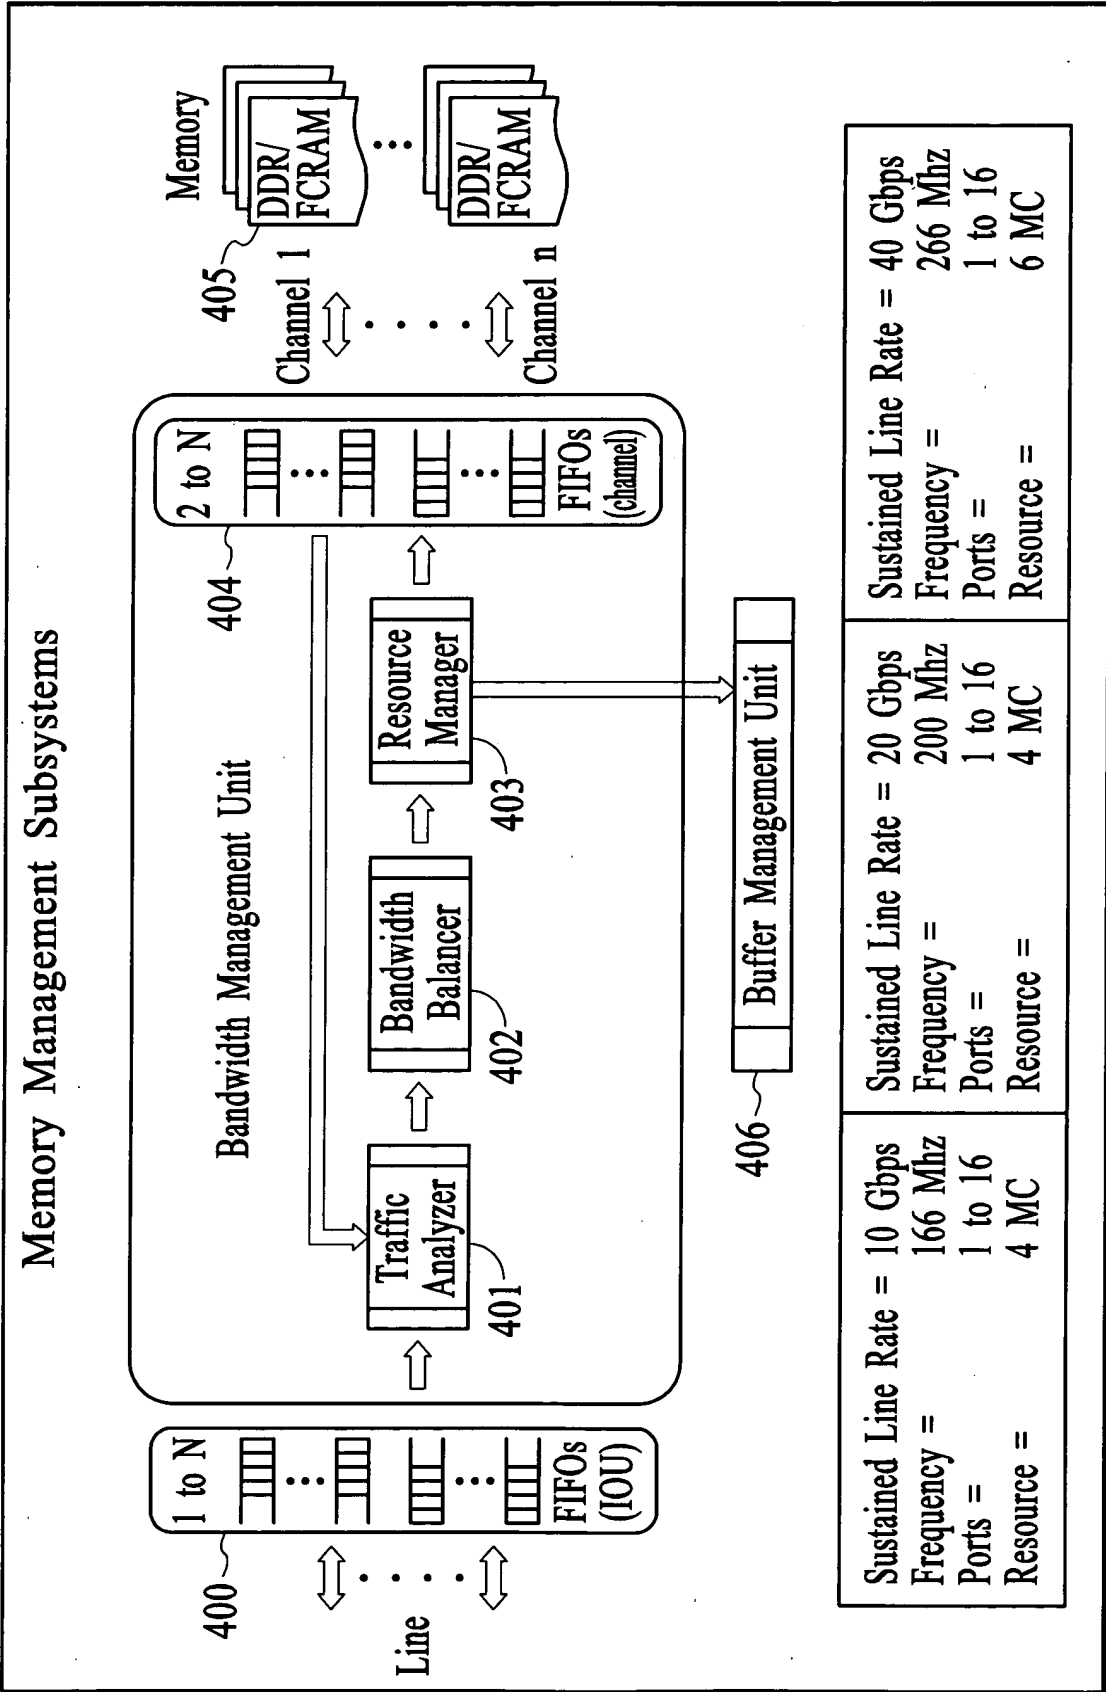 Memory Management Subsystems
Bandwidth Management Unit
400
1 to N
FIFOs
(IOU)
Line
Traffic
Analyzer
401
Bandwidth
Balancer
402
Resource
Manager
403
404
2 to N
FIFOs
(channel)
Channel 1
Channel n
Memory
405
DDR/
FCRAM
DDR/
FCRAM
Buffer Management Unit
406
Sustained Line Rate = 10 Gbps
Frequency = 166 Mhz
Ports = 1 to 16
Resource = 4 MC
Sustained Line Rate = 20 Gbps
Frequency = 200 Mhz
Ports = 1 to 16
Resource = 4 MC
Sustained Line Rate = 40 Gbps
Frequency = 266 Mhz
Ports = 1 to 16
Resource = 6 MC